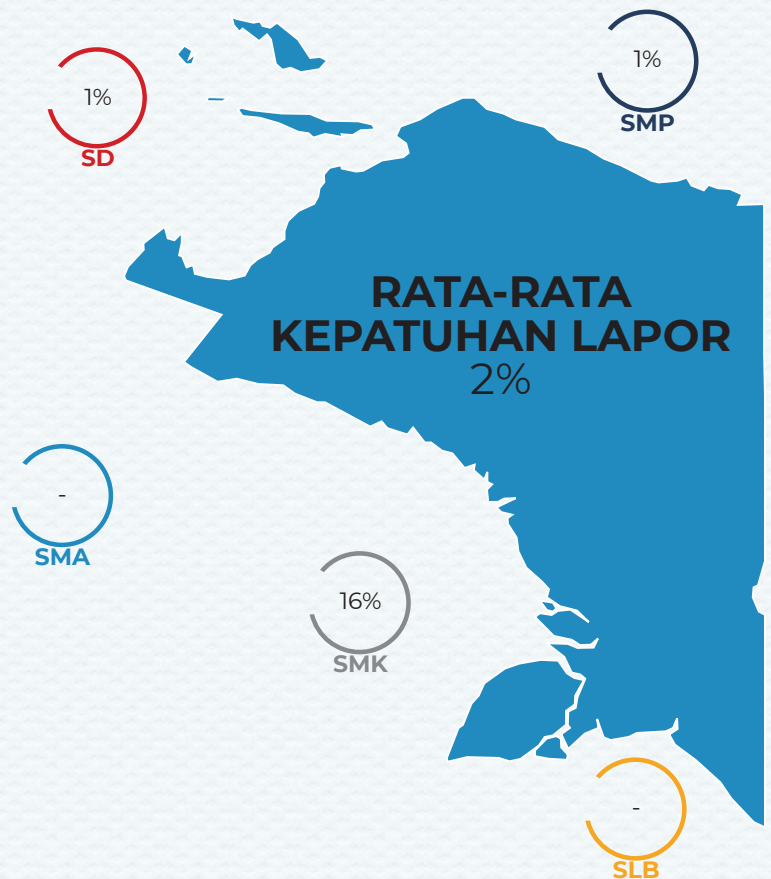 1%
SD
1%
SMP
RATA-RATA
KEPATUHAN LAPOR
2%
-
SMA
16%
SMK
-
SLB